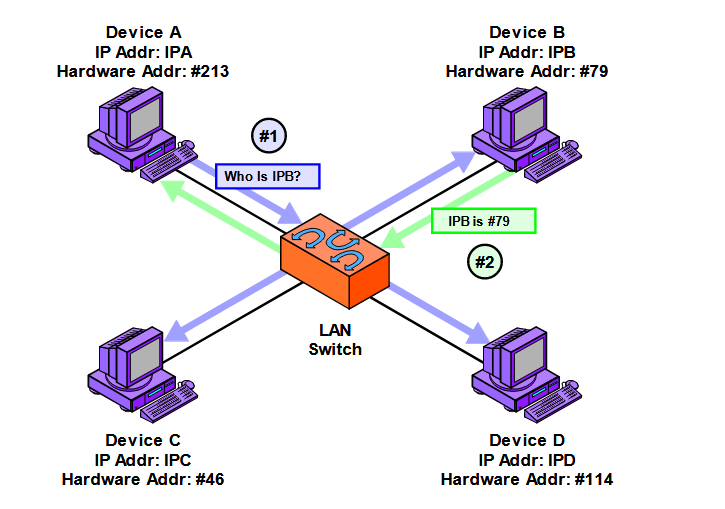 Device A
IP Addr: IPA
Hardware Addr: #213
Device B
IP Addr: IPB
Hardware Addr: #79
#1
Who Is IPB?
IPB is #79
#2
LAN
Switch
Device C
IP Addr: IPC
Hardware Addr: #46
Device D
IP Addr: IPD
Hardware Addr: #114